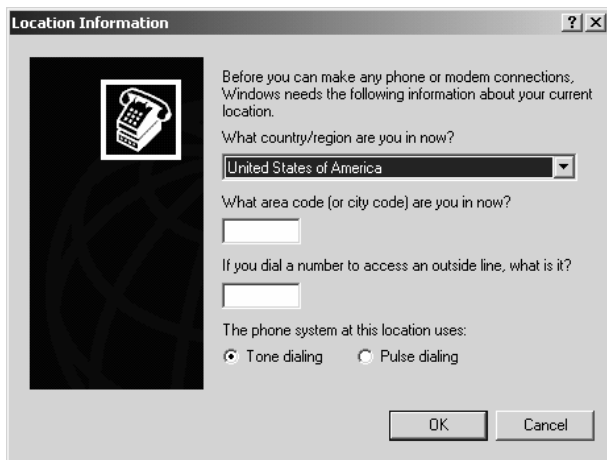 Location Information
Before you can make any phone or modem connections,
Windows needs the following information about your current
location.
What country/region are you in now?
United States of America
What area code (or city code) are you in now?
If you dial a number to access an outside line, what is it?
The phone system at this location uses:
Tone dialing Pulse dialing
OK Cancel